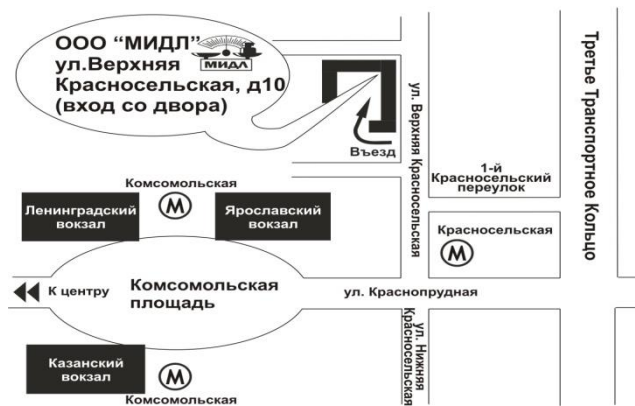 ООО “МИДЛ”
МИДЛ
ул.Верхняя
Красносельская, д10
(вход со двора)
Въезд
ул. Верхняя Красносельская
Третье Транспортное Кольцо
1-й
Красносельский
переулок
Комсомольская
М
Ленинградский
вокзал
Ярославский
вокзал
Красносельская
М
К центру
Комсомольская
площадь
ул. Краснопрудная
ул. Нижняя
Красносельская
Казанский
вокзал
М
Комсомольская